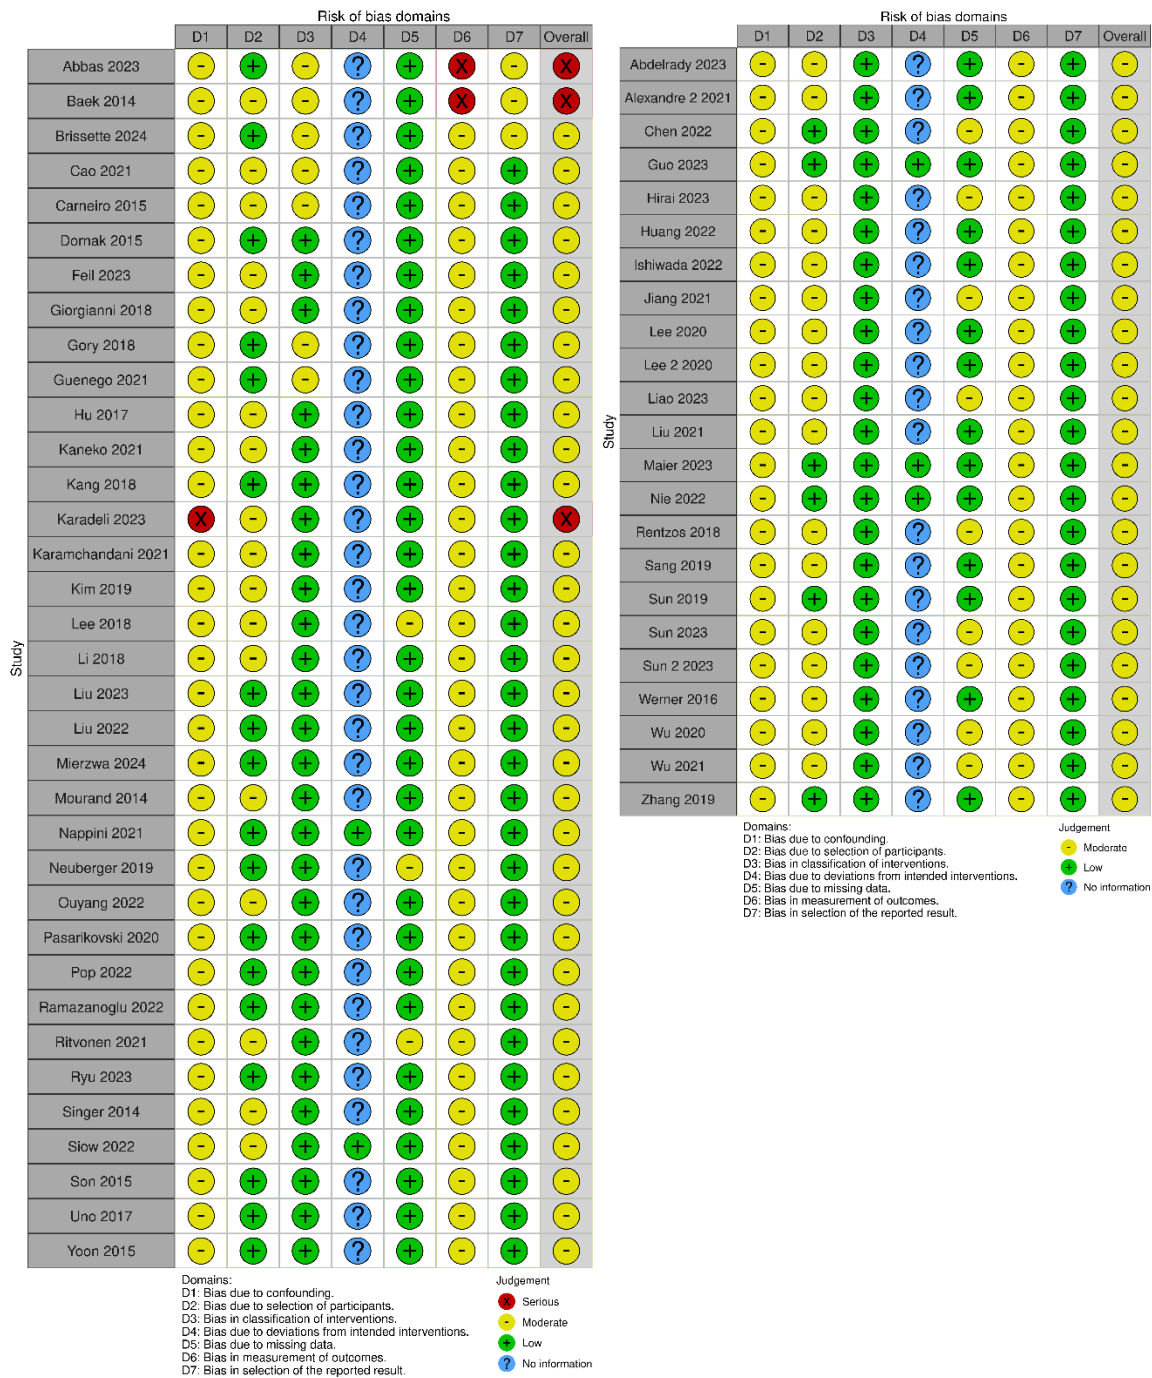 Risk of bias domains
D1 D2 D3 D4 D5 D6 D7 Overall
Study
Abbas 2023 - + - ? + X - X
Baek 2014 - - - ? + X - X
Brissette 2024 - + - ? + - - -
Cao 2021 - - - ? + - + -
Carneiro 2015 - - - ? + - + -
Dornak 2015 - + + ? + - + -
Feil 2023 - - + ? + - + -
Giorgianni 2018 - - + ? + - + -
Gory 2018 - + - ? + - + -
Guenego 2021 - + - ? + - + -
Hu 2017 - - + ? + - + -
Kaneko 2021 - - + ? + - + -
Kang 2018 - + + ? + - + -
Karadeli 2023 X - + ? + - + X
Karamchandani 2021 - - + ? + - + -
Kim 2019 - - + ? + - + -
Lee 2018 - - + ? - - + -
Li 2018 - - + ? + - + -
Liu 2023 - + + ? + - + -
Liu 2022 - + + ? + - + -
Mierzwa 2024 - + + ? + - + -
Mourand 2014 - - + ? + - + -
Nappini 2021 - + + + + - + -
Neuberger 2019 - + + ? - - + -
Ouyang 2022 - - + ? + - + -
Pasarikovski 2020 - + + ? + - + -
Pop 2022 - + + ? + - + -
Ramazanoglu 2022 - + + ? + - + -
Ritvonen 2021 - - + ? - - + -
Ryu 2023 - + + ? + - + -
Singer 2014 - - + ? + - + -
Siow 2022 - - + + + - + -
Son 2015 - + + ? + - + -
Uno 2017 - + + ? + - + -
Yoon 2015 - + + ? + - + -
Domains:
D1: Bias due to confounding.
D2: Bias due to selection of participants.
D3: Bias in classification of interventions.
D4: Bias due to deviations from intended interventions.
D5: Bias due to missing data.
D6: Bias in measurement of outcomes.
D7: Bias in selection of the reported result.
Judgement
X Serious
- Moderate
+ Low
? No information
Risk of bias domains
D1 D2 D3 D4 D5 D6 D7 Overall
Study
Abdelrady 2023 - - + ? + - + -
Alexandre 2 2021 - - + ? + - + -
Chen 2022 - + + ? - - + -
Guo 2023 - + + + + - + -
Hirai 2023 - - + ? - - + -
Huang 2022 - - + ? + - + -
Ishiwada 2022 - - + ? + - + -
Jiang 2021 - - + ? - - + -
Lee 2020 - - + ? + - + -
Lee 2 2020 - - + ? + - + -
Liao 2023 - - + ? - - + -
Liu 2021 - - + ? + - + -
Maier 2023 - + + + + - + -
Nie 2022 - + + + + - + -
Rentzos 2018 - - + ? - - + -
Sang 2019 - - + ? + - + -
Sun 2019 - + + ? + - + -
Sun 2023 - - + ? - - + -
Sun 2 2023 - - + ? - - + -
Werner 2016 - - + ? + - + -
Wu 2020 - - + ? - - + -
Wu 2021 - - + ? - - + -
Zhang 2019 - + + ? + - + -
Domains:
D1: Bias due to confounding.
D2: Bias due to selection of participants.
D3: Bias in classification of interventions.
D4: Bias due to deviations from intended interventions.
D5: Bias due to missing data.
D6: Bias in measurement of outcomes.
D7: Bias in selection of the reported result.
Judgement
- Moderate
+ Low
? No information